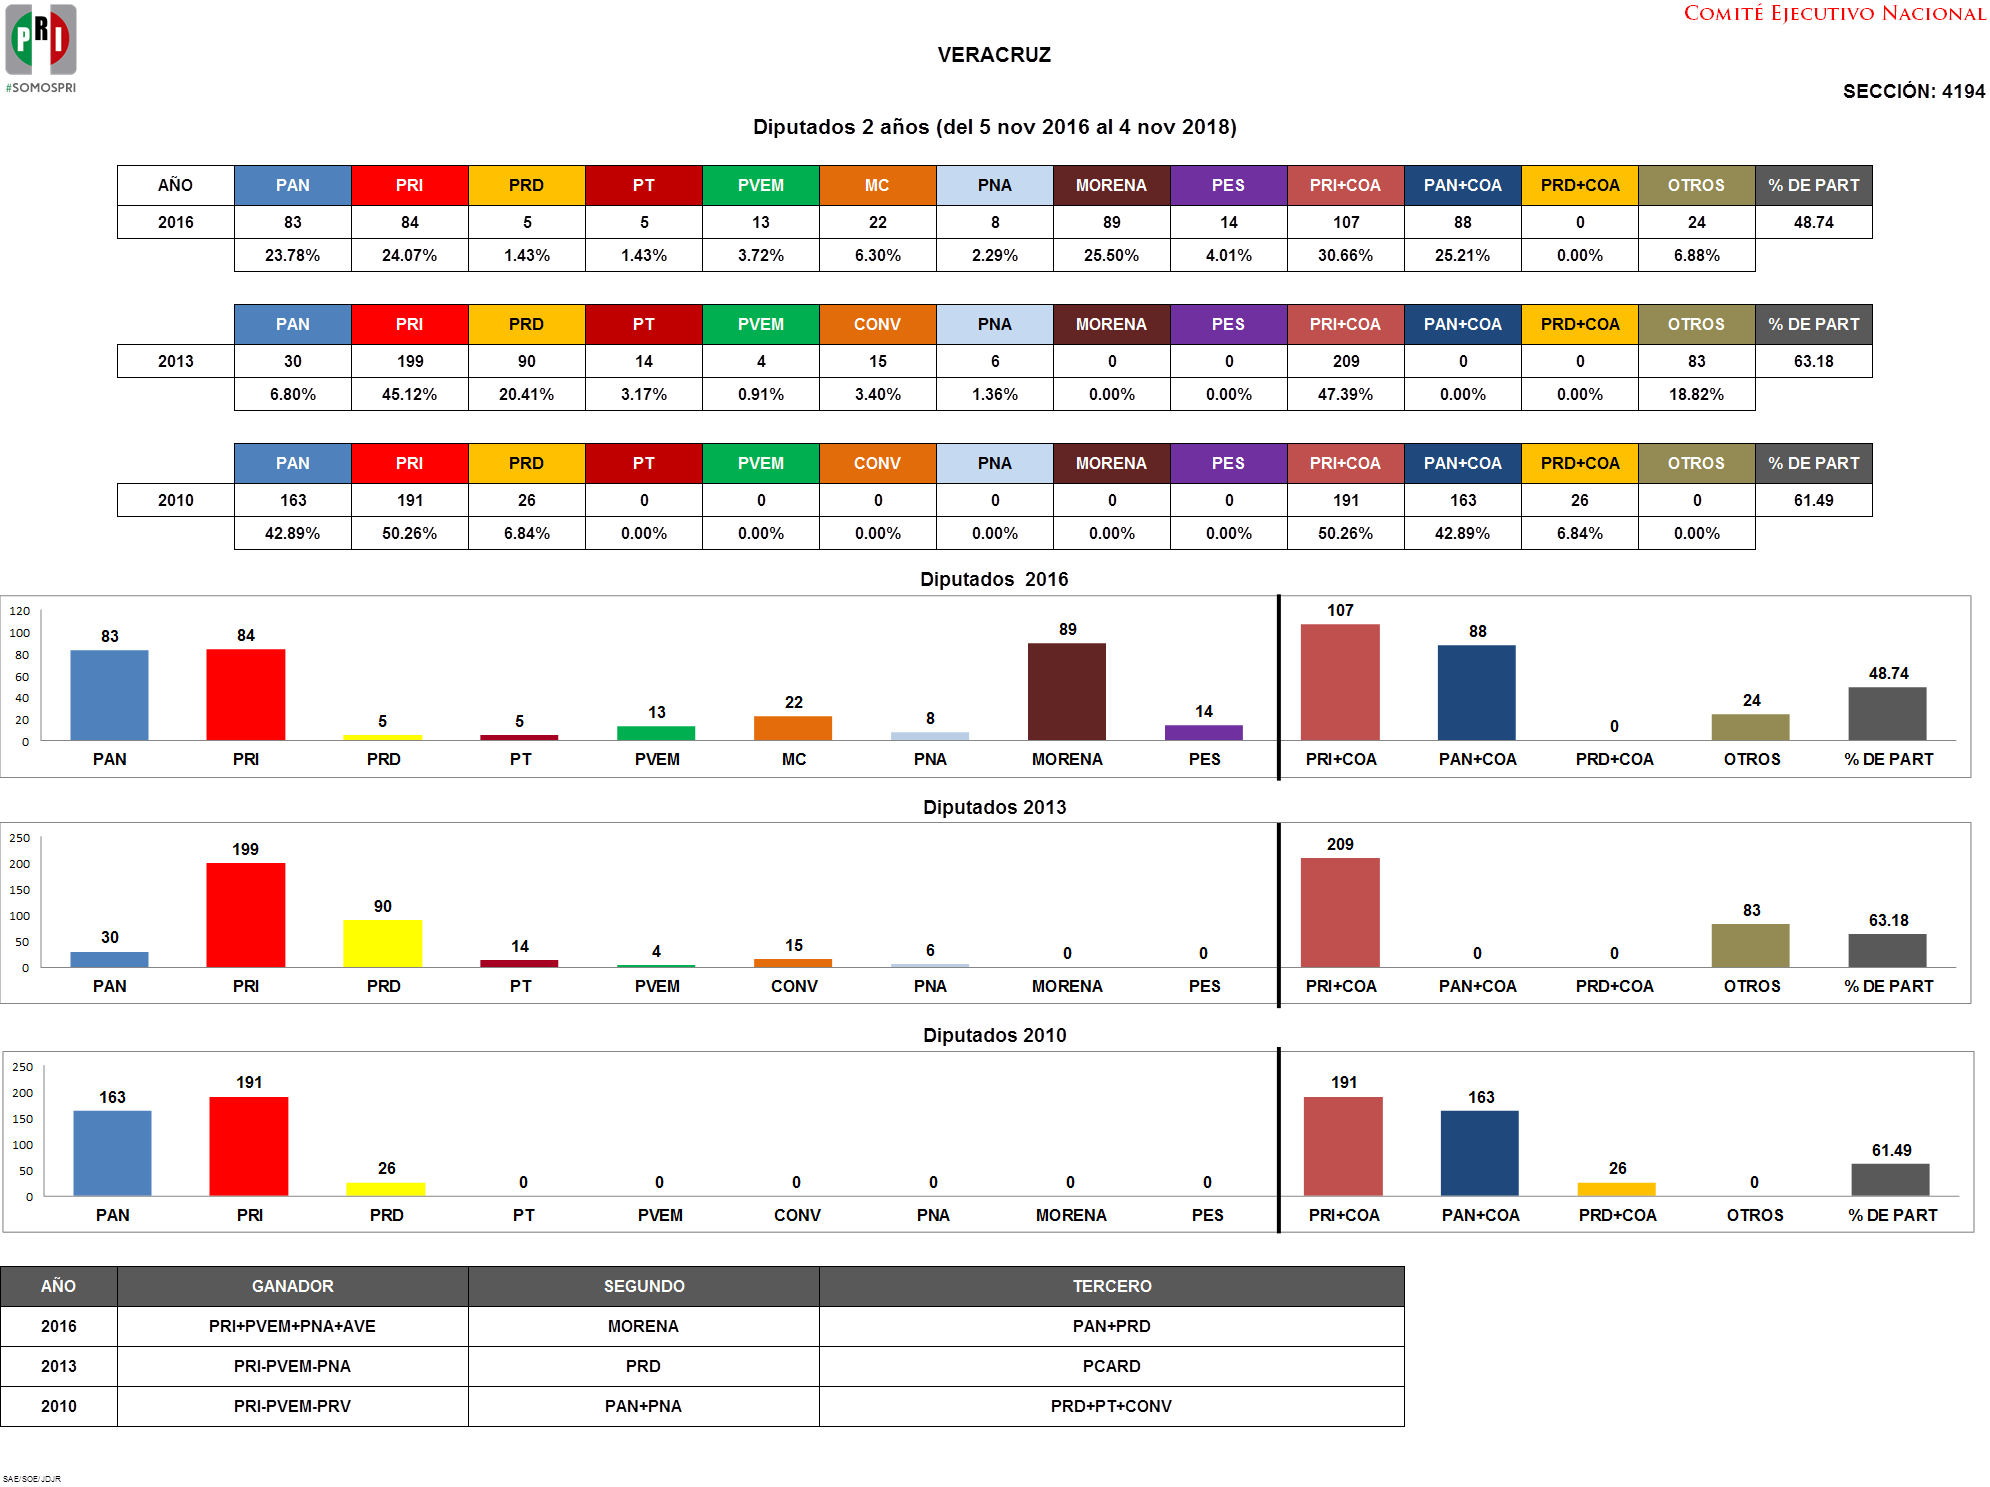 COMITÉ EJECUTIVO NACIONAL
PRI
#SOMOSPRI
VERACRUZ
SECCIÓN: 4194
Diputados 2 años (del 5 nov 2016 al 4 nov 2018)
AÑO PAN PRI PRD PT PVEM MC PNA MORENA PES PRI+COA PAN+COA PRD+COA OTROS % DE PART
2016 83 84 5 5 13 22 8 89 14 107 88 0 24 48.74
23.78% 24.07% 1.43% 1.43% 3.72% 6.30% 2.29% 25.50% 4.01% 30.66% 25.21% 0.00% 6.88%
PAN PRI PRD PT PVEM CONV PNA MORENA PES PRI+COA PAN+COA PRD+COA OTROS % DE PART
2013 30 199 90 14 4 15 6 0 0 209 0 0 83 63.18
6.80% 45.12% 20.41% 3.17% 0.91% 3.40% 1.36% 0.00% 0.00% 47.39% 0.00% 0.00% 18.82%
PAN PRI PRD PT PVEM CONV PNA MORENA PES PRI+COA PAN+COA PRD+COA OTROS % DE PART
2010 163 191 26 0 0 0 0 0 0 191 163 26 0 61.49
42.89% 50.26% 6.84% 0.00% 0.00% 0.00% 0.00% 0.00% 0.00% 50.26% 42.89% 6.84% 0.00%
Diputados 2016
120
100
80
60
40
20
0
83 84 5 5 13 22 8 89 14 107 88 0 24 48.74
PAN PRI PRD PT PVEM MC PNA MORENA PES PRI+COA PAN+COA PRD+COA OTROS % DE PART
Diputados 2013
250
200
150
100
50
0
30 199 90 14 4 15 6 0 0 209 0 0 83 63.18
PAN PRI PRD PT PVEM CONV PNA MORENA PES PRI+COA PAN+COA PRD+COA OTROS % DE PART
Diputados 2010
250
200
150
100
50
0
163 191 26 0 0 0 0 0 0 191 163 26 0 61.49
PAN PRI PRD PT PVEM CONV PNA MORENA PES PRI+COA PAN+COA PRD+COA OTROS % DE PART
AÑO GANADOR SEGUNDO TERCERO
2016 PRI+PVEM+PNA+AVE MORENA PAN+PRD
2013 PRI-PVEM-PNA PRD PCARD
2010 PRI-PVEM-PRV PAN+PNA PRD+PT+CONV
SAE/SOE/JDJR